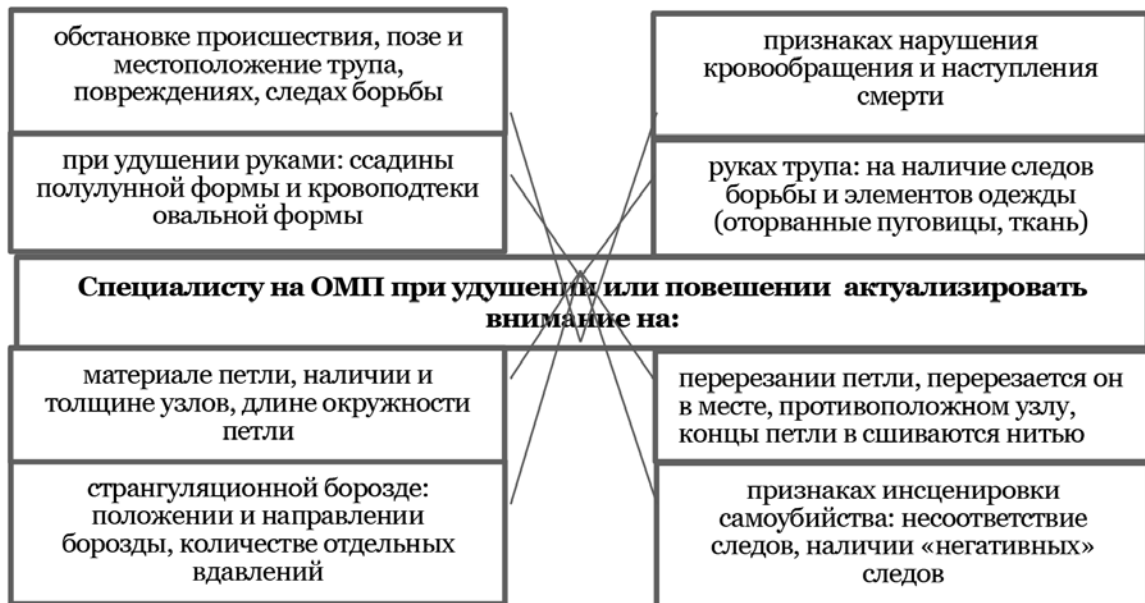 обстановке происшествия, позе и
местоположение трупа,
повреждениях, следах борьбы
признаках нарушения
кровообращения и наступления
смерти
при удушении руками: ссадины
полулунной формы и кровоподтеки
овальной формы
руках трупа: на наличие следов
борьбы и элементов одежды
(оторванные пуговицы, ткань)
Специалисту на ОМП при удушении или повешении актуализировать
внимание на:
материале петли, наличии и
толщине узлов, длине окружности
петли
перерезании петли, перерезается он
в месте, противоположном узлу,
концы петли в сшиваются нитью
странгуляционной борозде:
положении и направлении
борозды, количестве отдельных
вдавлений
признаках инсценировки
самоубийства: несоответствие
следов, наличии «негативных»
следов